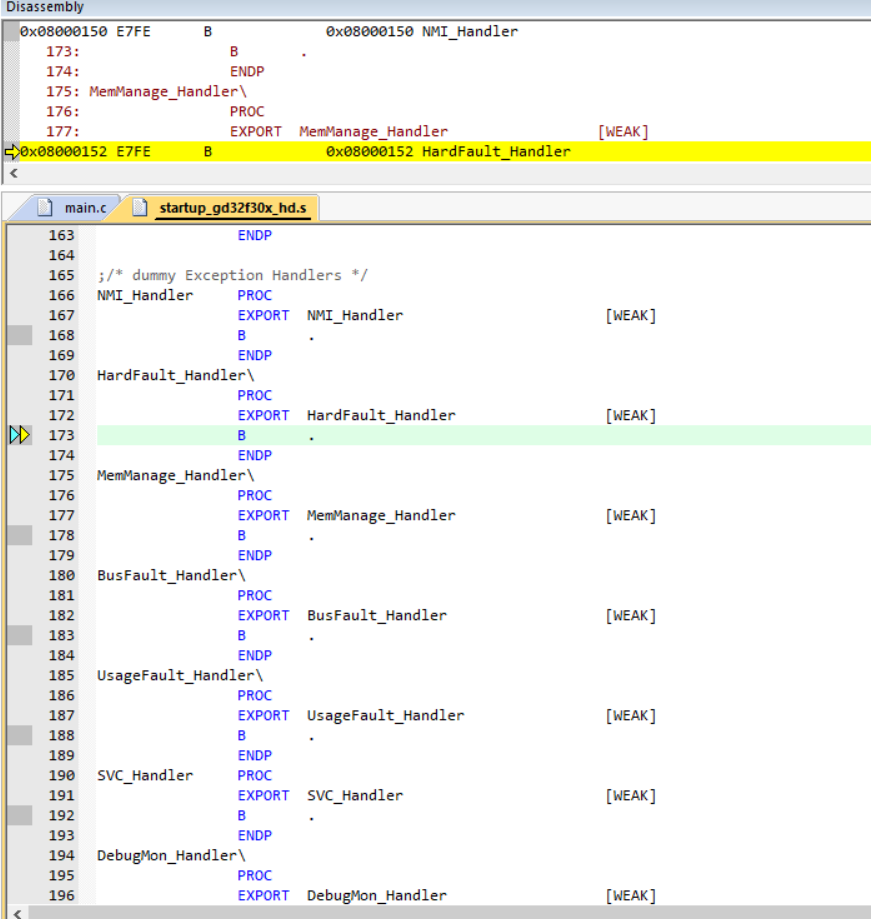 Disassembly
0x08000150 E7FE      B              0x08000150 NMI_Handler
   173:                 B       .
   174:                 ENDP
   175: MemManage_Handler\
   176:                 PROC
   177:                 EXPORT  MemManage_Handler                  [WEAK]
0x08000152 E7FE      B              0x08000152 HardFault_Handler
main.c    startup_gd32f30x_hd.s
163                  ENDP
164
165  ;/* dummy Exception Handlers */
166  NMI_Handler     PROC
167                  EXPORT  NMI_Handler                        [WEAK]
168                  B       .
169                  ENDP
170  HardFault_Handler\
171                  PROC
172                  EXPORT  HardFault_Handler                  [WEAK]
173                  B       .
174                  ENDP
175  MemManage_Handler\
176                  PROC
177                  EXPORT  MemManage_Handler                  [WEAK]
178                  B       .
179                  ENDP
180  BusFault_Handler\
181                  PROC
182                  EXPORT  BusFault_Handler                   [WEAK]
183                  B       .
184                  ENDP
185  UsageFault_Handler\
186                  PROC
187                  EXPORT  UsageFault_Handler                 [WEAK]
188                  B       .
189                  ENDP
190  SVC_Handler     PROC
191                  EXPORT  SVC_Handler                        [WEAK]
192                  B       .
193                  ENDP
194  DebugMon_Handler\
195                  PROC
196                  EXPORT  DebugMon_Handler                   [WEAK]